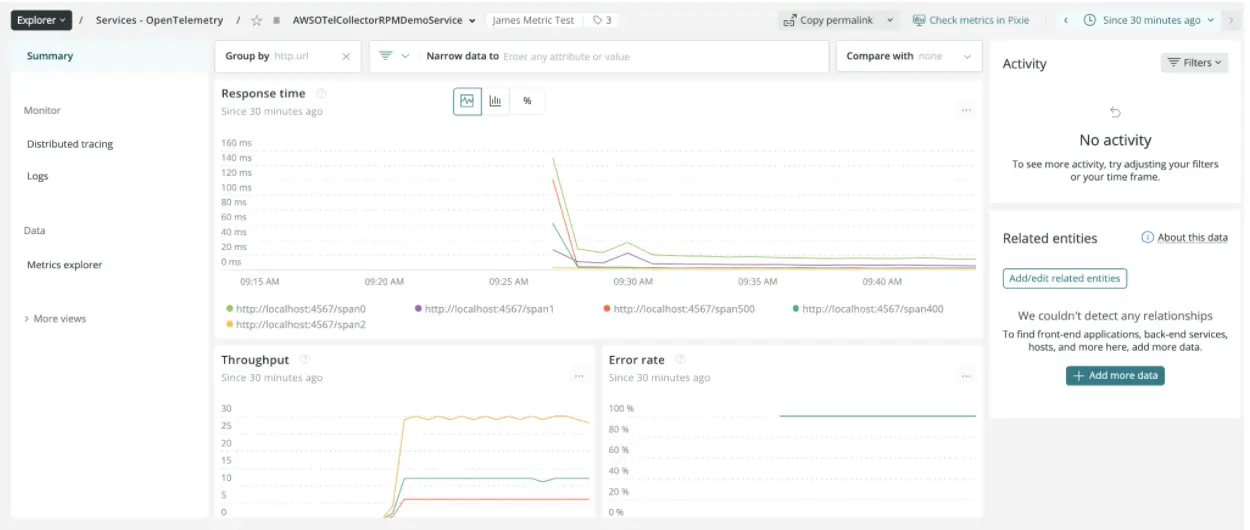 Explorer / Services - OpenTelemetry / AWSOTelCollectorRPMDemoService James Metric Test 3 Copy permalink Check metrics in Pixie Since 30 minutes ago
Summary
Monitor
Distributed tracing
Logs
Data
Metrics explorer
More views
Group by http.url
Narrow data to Enter any attribute or value
Compare with none
Response time
Since 30 minutes ago
%
160 ms
140 ms
120 ms
100 ms
80 ms
60 ms
40 ms
20 ms
0 ms
09:15 AM 09:20 AM 09:25 AM 09:30 AM 09:35 AM 09:40 AM
http://localhost:4567/span0 http://localhost:4567/span1 http://localhost:4567/span500 http://localhost:4567/span400
http://localhost:4567/span2
Throughput
Since 30 minutes ago
30
25
20
15
10
5
0
Error rate
Since 30 minutes ago
100 %
80 %
60 %
40 %
20 %
0 %
Activity
Filters
No activity
To see more activity, try adjusting your filters
or your time frame.
Related entities About this data
Add/edit related entities
We couldn't detect any relationships
To find front-end applications, back-end services,
hosts, and more here, add more data.
+ Add more data